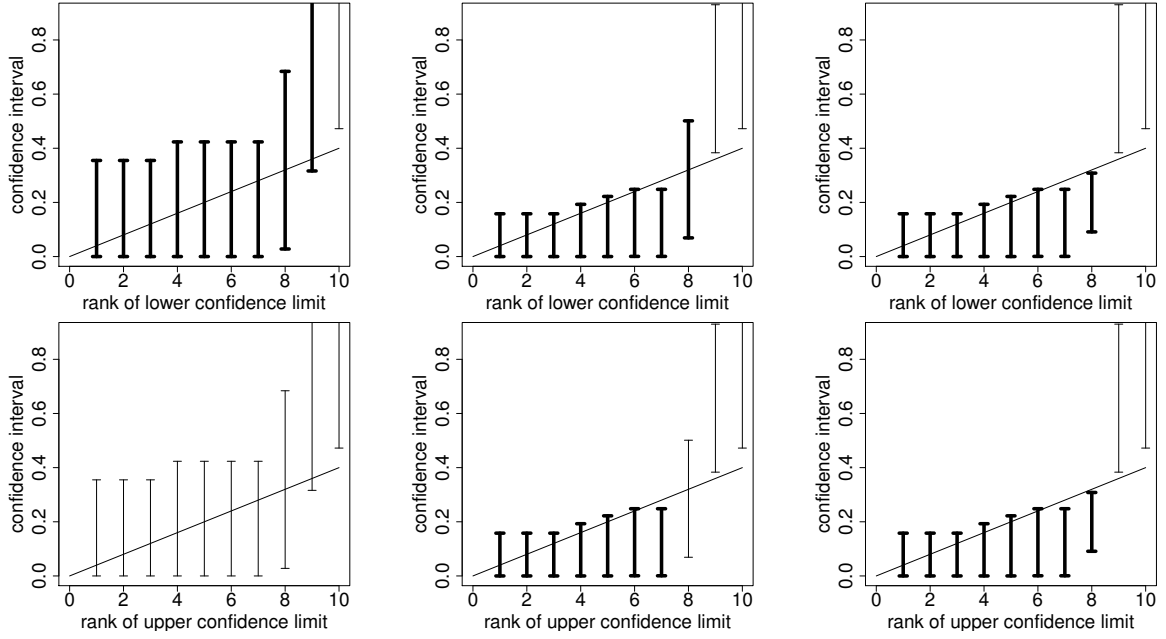 confidence interval
0.0 0.2 0.4 0.6 0.8
0 2 4 6 8 10
rank of lower confidence limit
confidence interval
0.0 0.2 0.4 0.6 0.8
0 2 4 6 8 10
rank of lower confidence limit
confidence interval
0.0 0.2 0.4 0.6 0.8
0 2 4 6 8 10
rank of lower confidence limit
confidence interval
0.0 0.2 0.4 0.6 0.8
0 2 4 6 8 10
rank of upper confidence limit
confidence interval
0.0 0.2 0.4 0.6 0.8
0 2 4 6 8 10
rank of upper confidence limit
confidence interval
0.0 0.2 0.4 0.6 0.8
0 2 4 6 8 10
rank of upper confidence limit